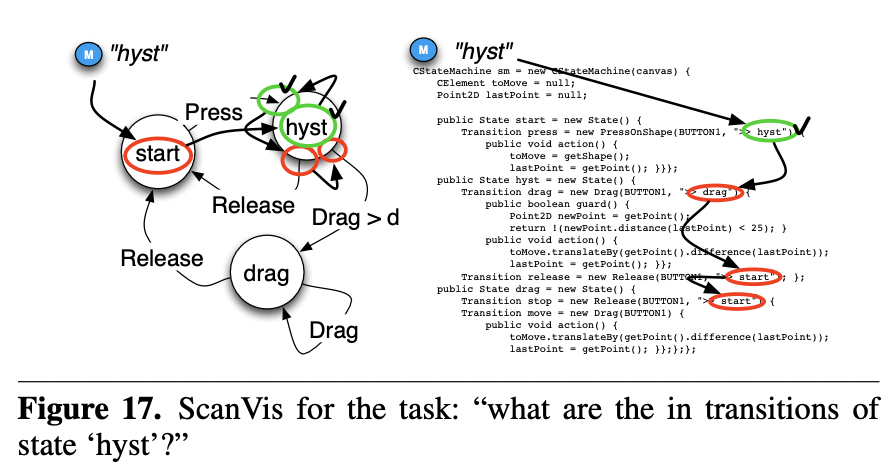 M "hyst"
Press
start
hyst
Release
Drag > d
Release
drag
Drag
M "hyst"
CStateMachine sm = new CStateMachine(canvas) {
CElement toMove = null;
Point2D lastPoint = null;
public State start = new State() {
Transition press = new PressOnShape(BUTTON1, ">> hyst") {
public void action() {
toMove = getShape();
lastPoint = getPoint(); }}};
public State hyst = new State() {
Transition drag = new Drag(BUTTON1, ">> drag") {
public boolean guard() {
Point2D newPoint = getPoint();
return !(newPoint.distance(lastPoint) < 25); }
public void action() {
toMove.translateBy(getPoint().difference(lastPoint));
lastPoint = getPoint(); }};
Transition release = new Release(BUTTON1, ">> start") { }; };
public State drag = new State() {
Transition stop = new Release(BUTTON1, ">> start") {
Transition move = new Drag(BUTTON1) {
public void action() {
toMove.translateBy(getPoint().difference(lastPoint));
lastPoint = getPoint(); }};};};
Figure 17. ScanVis for the task: “what are the in transitions of
state ‘hyst’?”